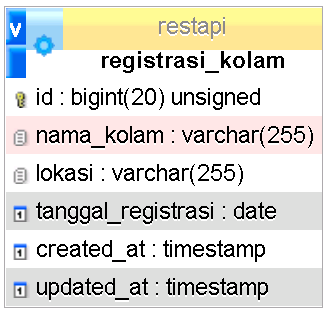 v restapi
registrasi_kolam
id : bigint(20) unsigned
nama_kolam : varchar(255)
lokasi : varchar(255)
tanggal_registrasi : date
created_at : timestamp
updated_at : timestamp